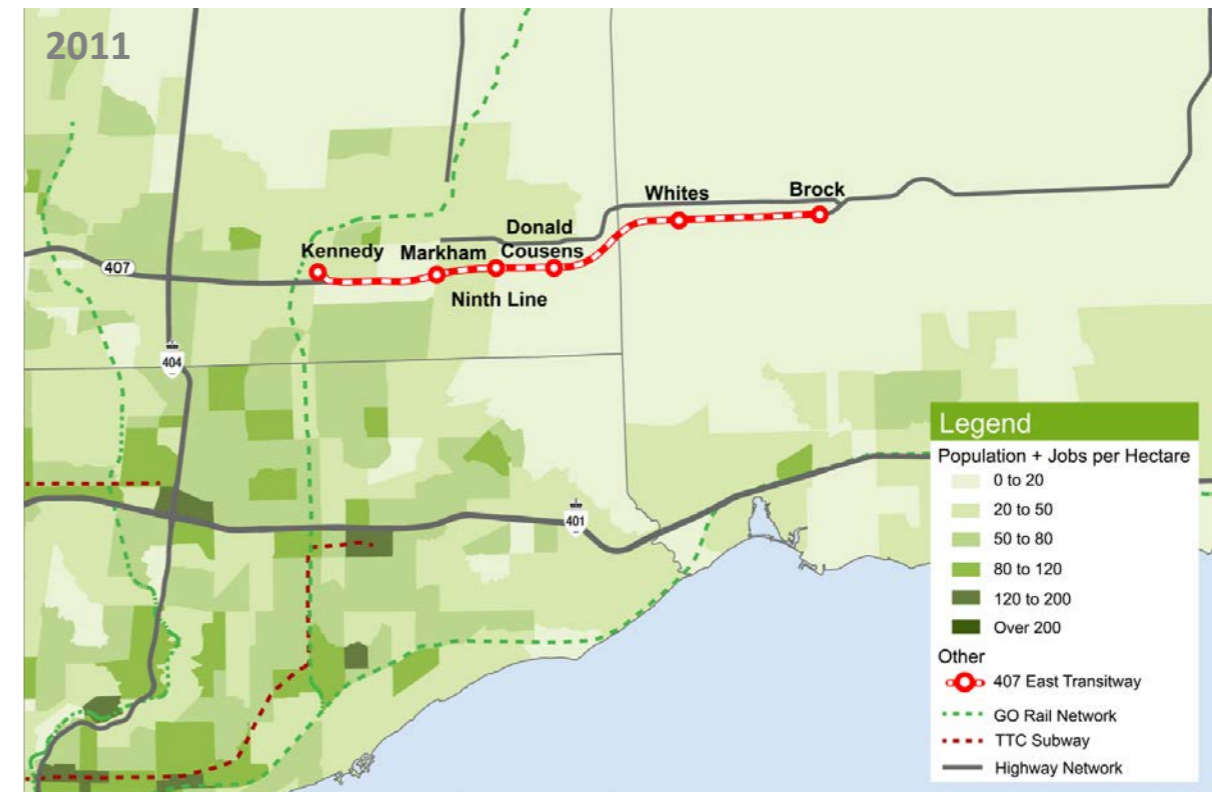 2011
Whites
Brock
Donald
Cousens
Kennedy
Markham
407
Ninth Line
404
401
Legend
Population + Jobs per Hectare
0 to 20
20 to 50
50 to 80
80 to 120
120 to 200
Over 200
Other
407 East Transitway
GO Rail Network
TTC Subway
Highway Network